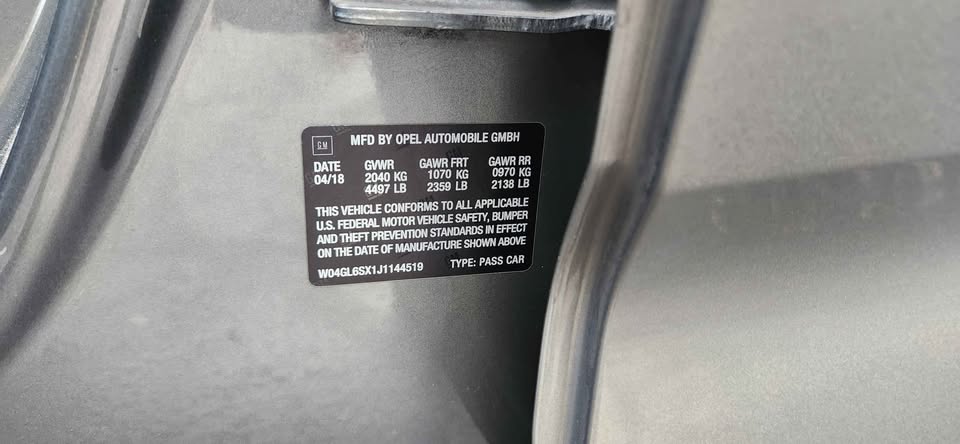 GM
MFD BY OPEL AUTOMOBILE GMBH
DATE GVWR GAWR FRT GAWR RR
04/18 2040 KG 1070 KG 0970 KG
4497 LB 2359 LB 2138 LB
THIS VEHICLE CONFORMS TO ALL APPLICABLE
U.S. FEDERAL MOTOR VEHICLE SAFETY, BUMPER
AND THEFT PREVENTION STANDARDS IN EFFECT
ON THE DATE OF MANUFACTURE SHOWN ABOVE
W04GL6SX1J1144519 TYPE: PASS CAR